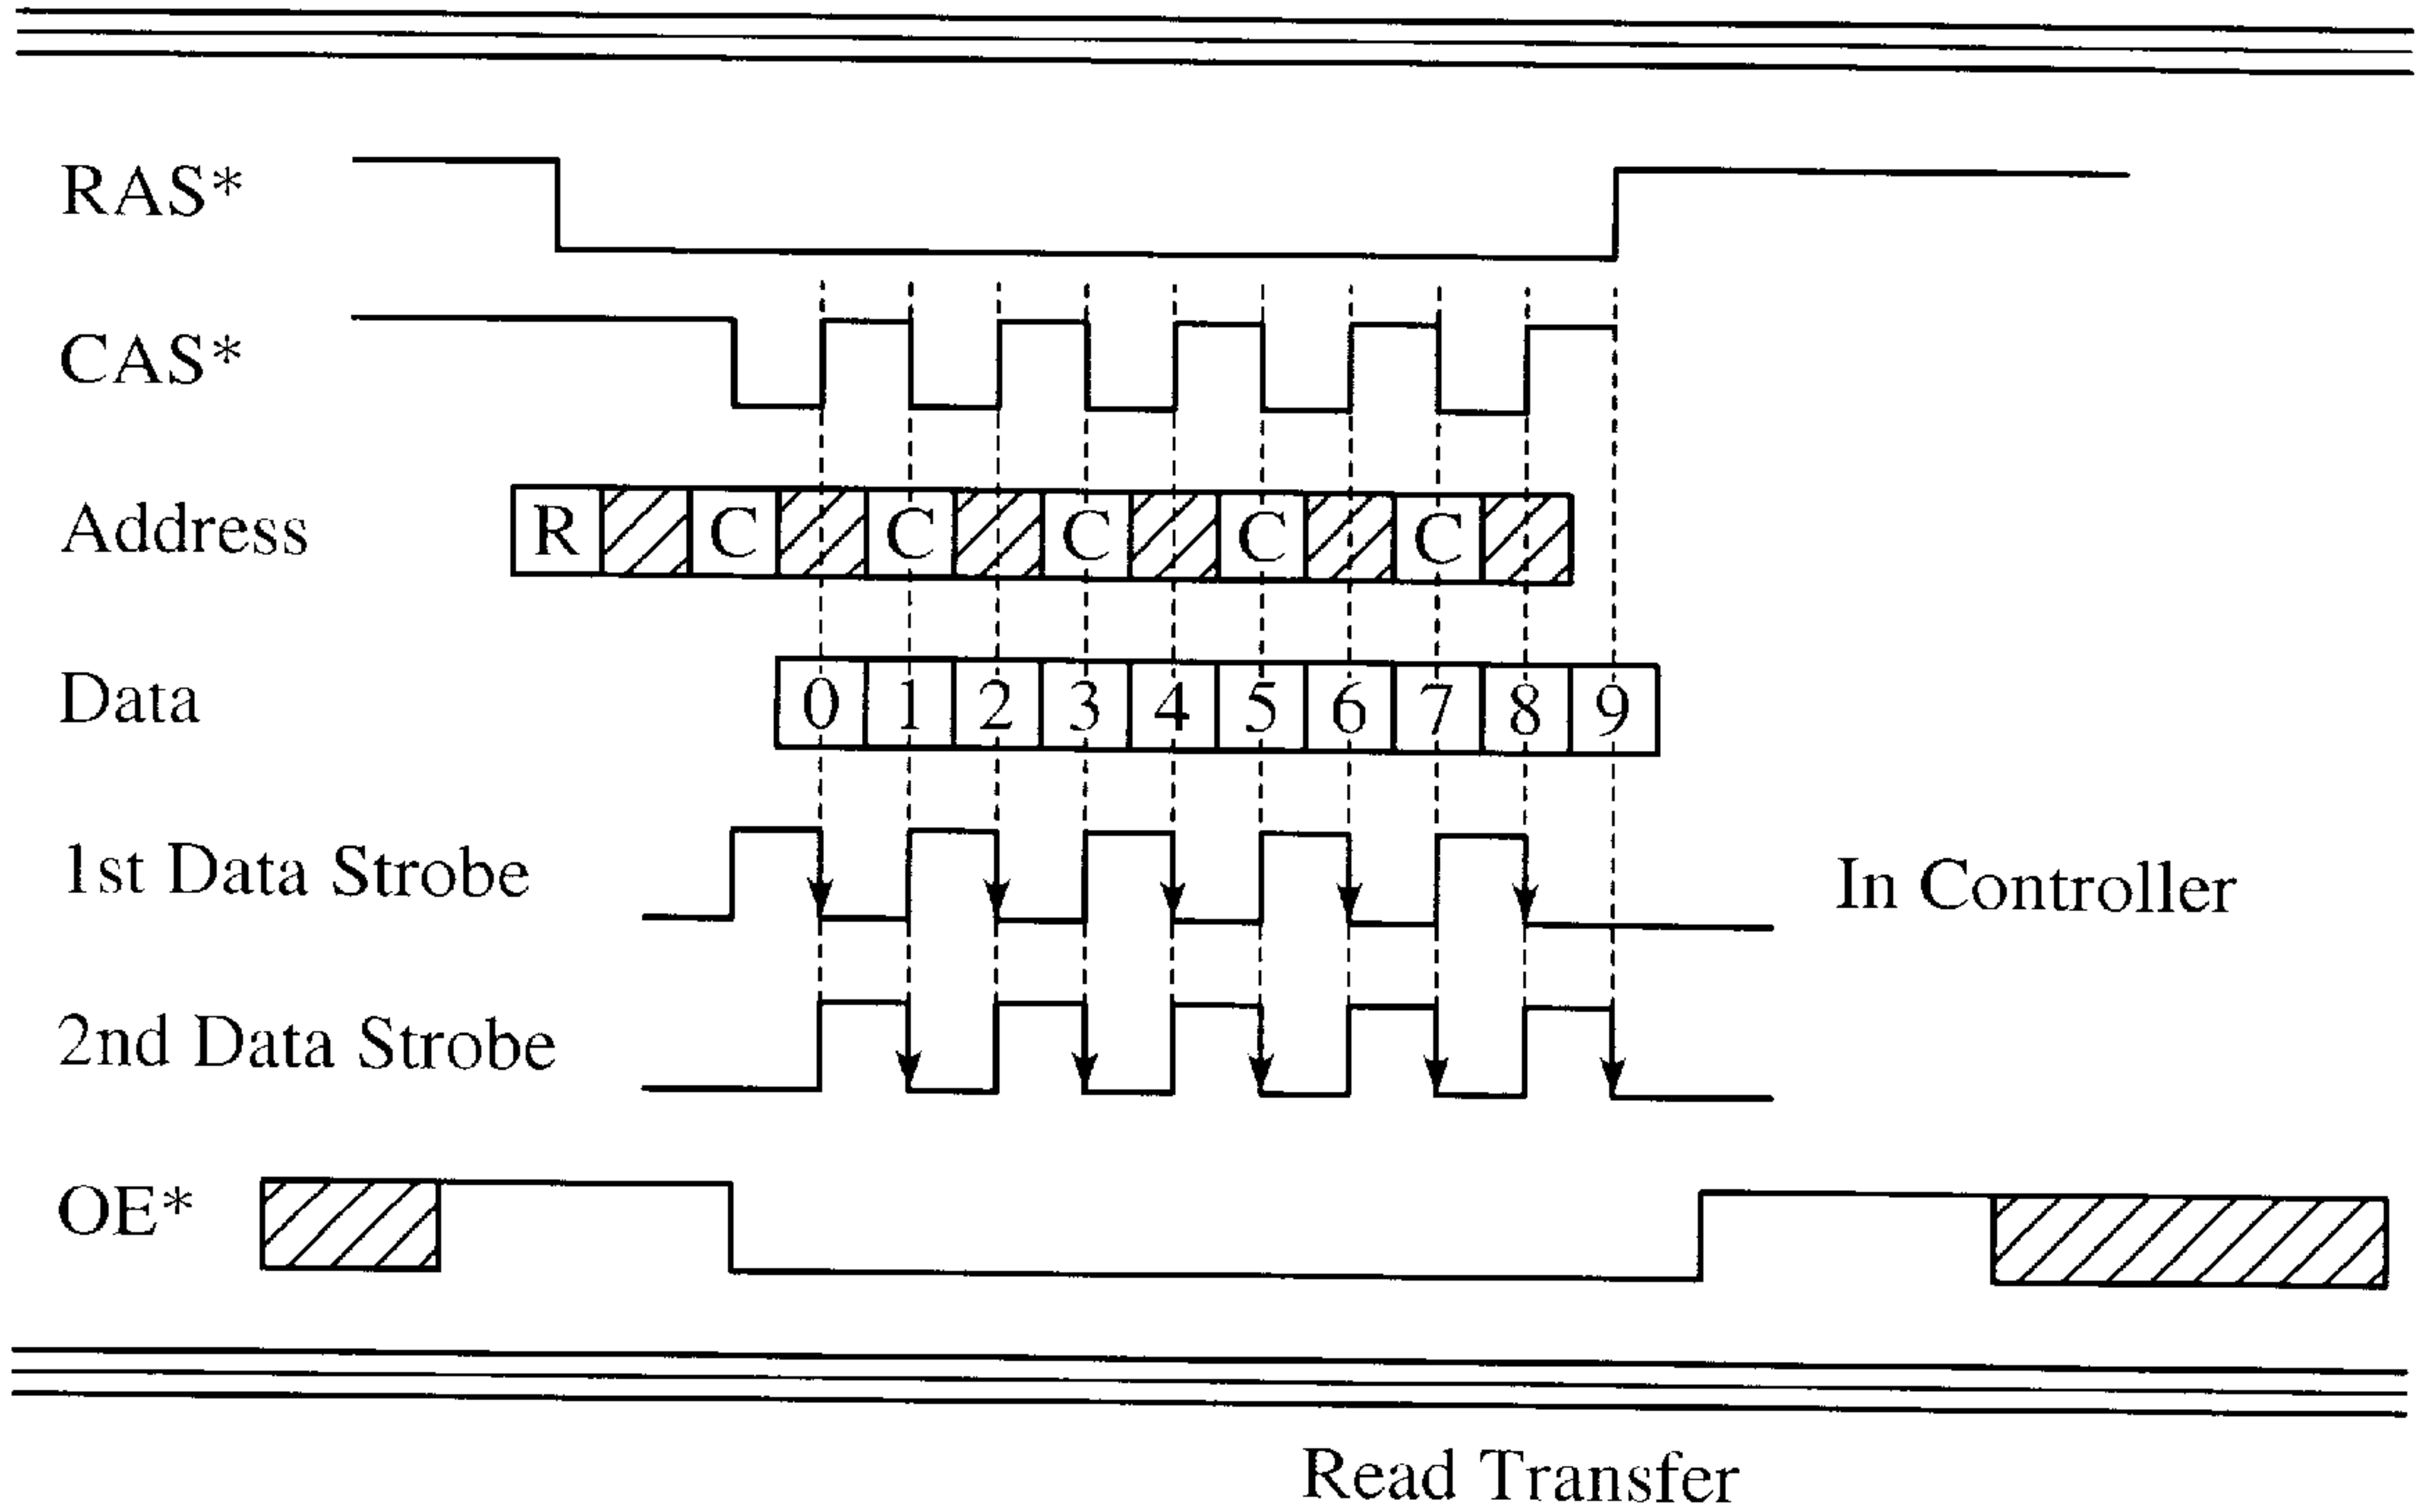 RAS*
CAS*
Address R C C C C C
Data 0 1 2 3 4 5 6 7 8 9
1st Data Strobe In Controller
2nd Data Strobe
OE*
Read Transfer